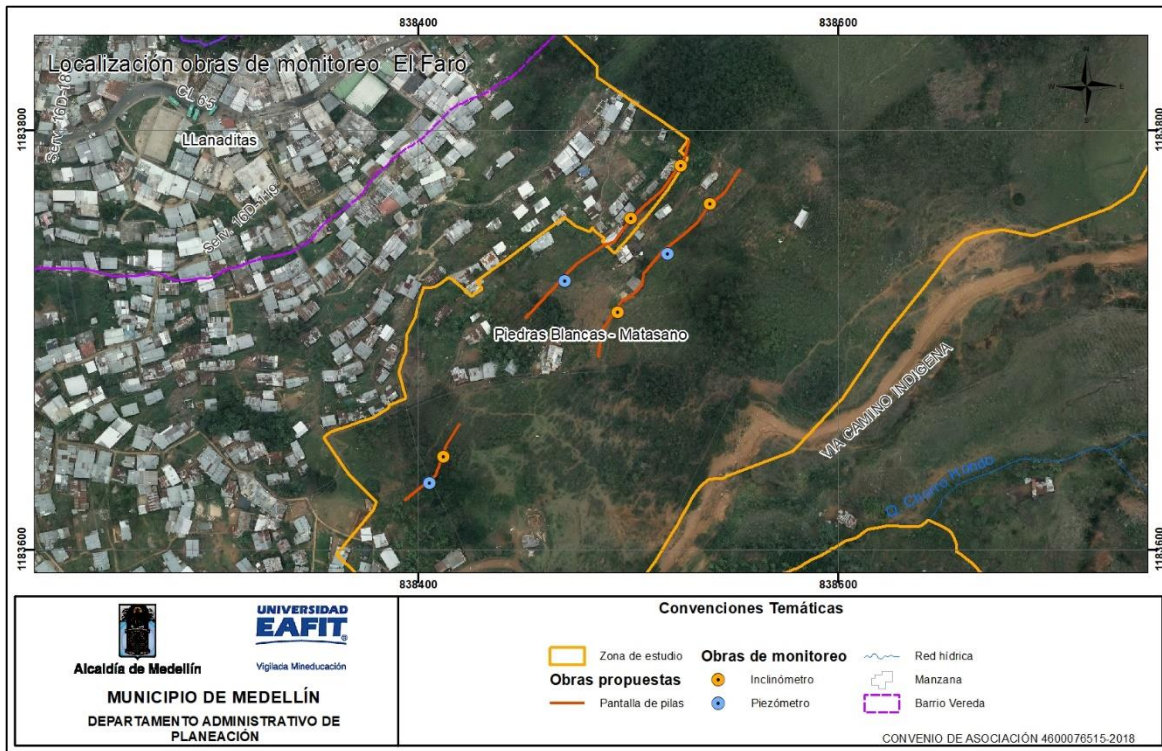 838400
838600
Localización obras de monitoreo El Faro
1183800
1183800
CL 65
LLanaditas
Serv. 16D-119
Piedras Blancas - Matasano
VIA CAMINO INDIGENA
1183600
1183600
838400
838600
Alcaldía de Medellín
UNIVERSIDAD
EAFIT
Vigilada Mineducación
MUNICIPIO DE MEDELLÍN
DEPARTAMENTO ADMINISTRATIVO DE
PLANEACIÓN
Convenciones Temáticas
Zona de estudio
Obras propuestas
Pantalla de pilas
Obras de monitoreo
Inclinómetro
Piezómetro
Red hídrica
Manzana
Barrio Vereda
CONVENIO DE ASOCIACIÓN 4600076515-2018